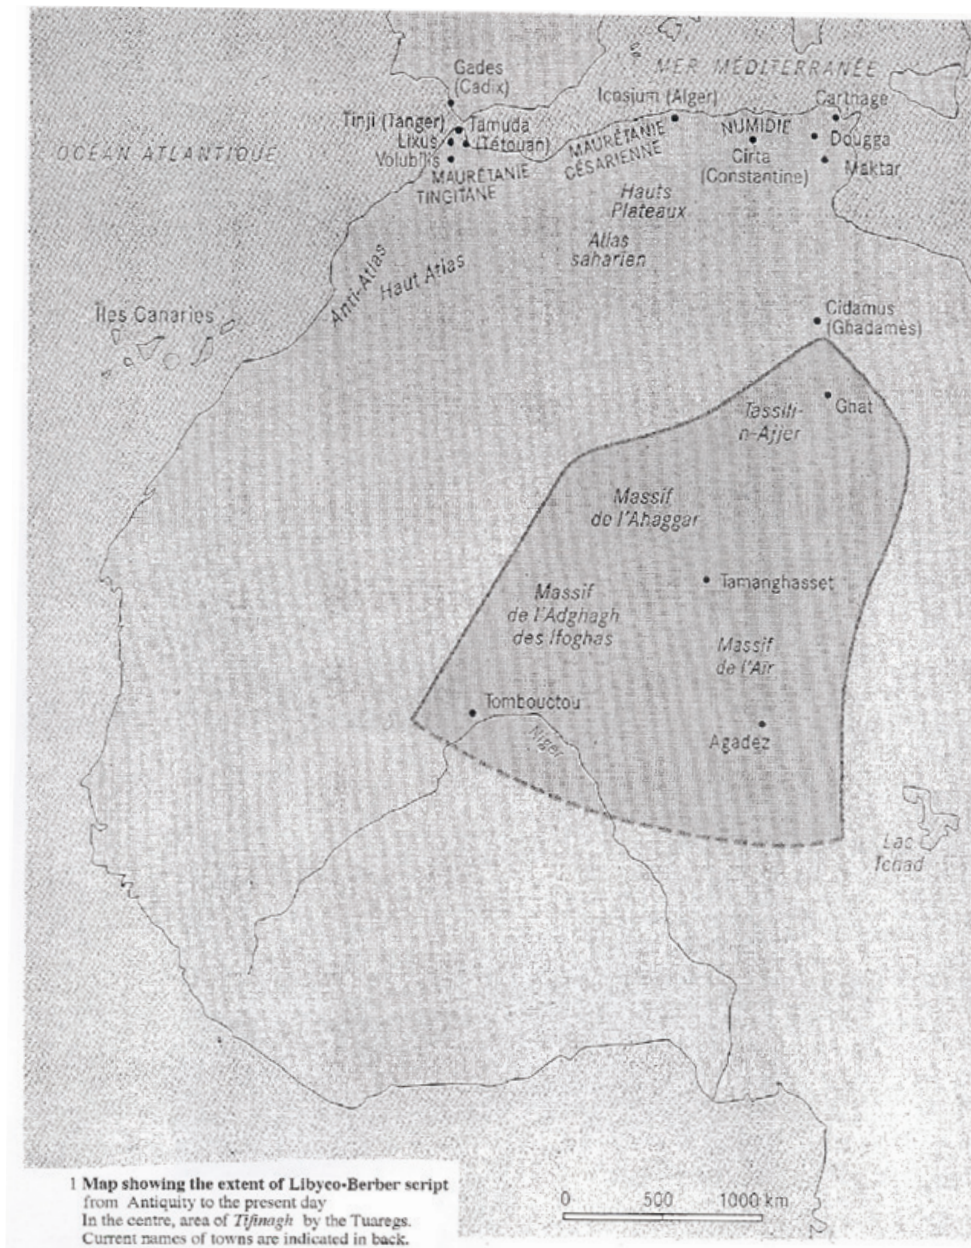 Gades
(Cadix)
MER MÉDITERRANÉE
Icosium (Alger)
Carthage
Tinji (Tanger)
Tamuda
(Tétouan)
Lixus
Volubilis
OCÉAN ATLANTIQUE
MAURÉTANIE
CÉSARIENNE
NUMIDIE
Dougga
Cirta
(Constantine)
Maktar
MAURÉTANIE
TINGITANE
Hauts
Plateaux
Atlas
saharien
Anti-Atlas
Haut Atlas
Îles Canaries
Cidamus
(Ghadamès)
Tassili-
n-Ajjer
Ghat
Massif
de l'Ahaggar
Tamanghasset
Massif
de l'Adghagh
des Ifoghas
Massif
de l'Aïr
Tombouctou
Niger
Agadez
Lac
Tchad
1 Map showing the extent of Libyco-Berber script
from Antiquity to the present day
In the centre, area of Tifinagh by the Tuaregs.
Current names of towns are indicated in back.
0 500 1000 km